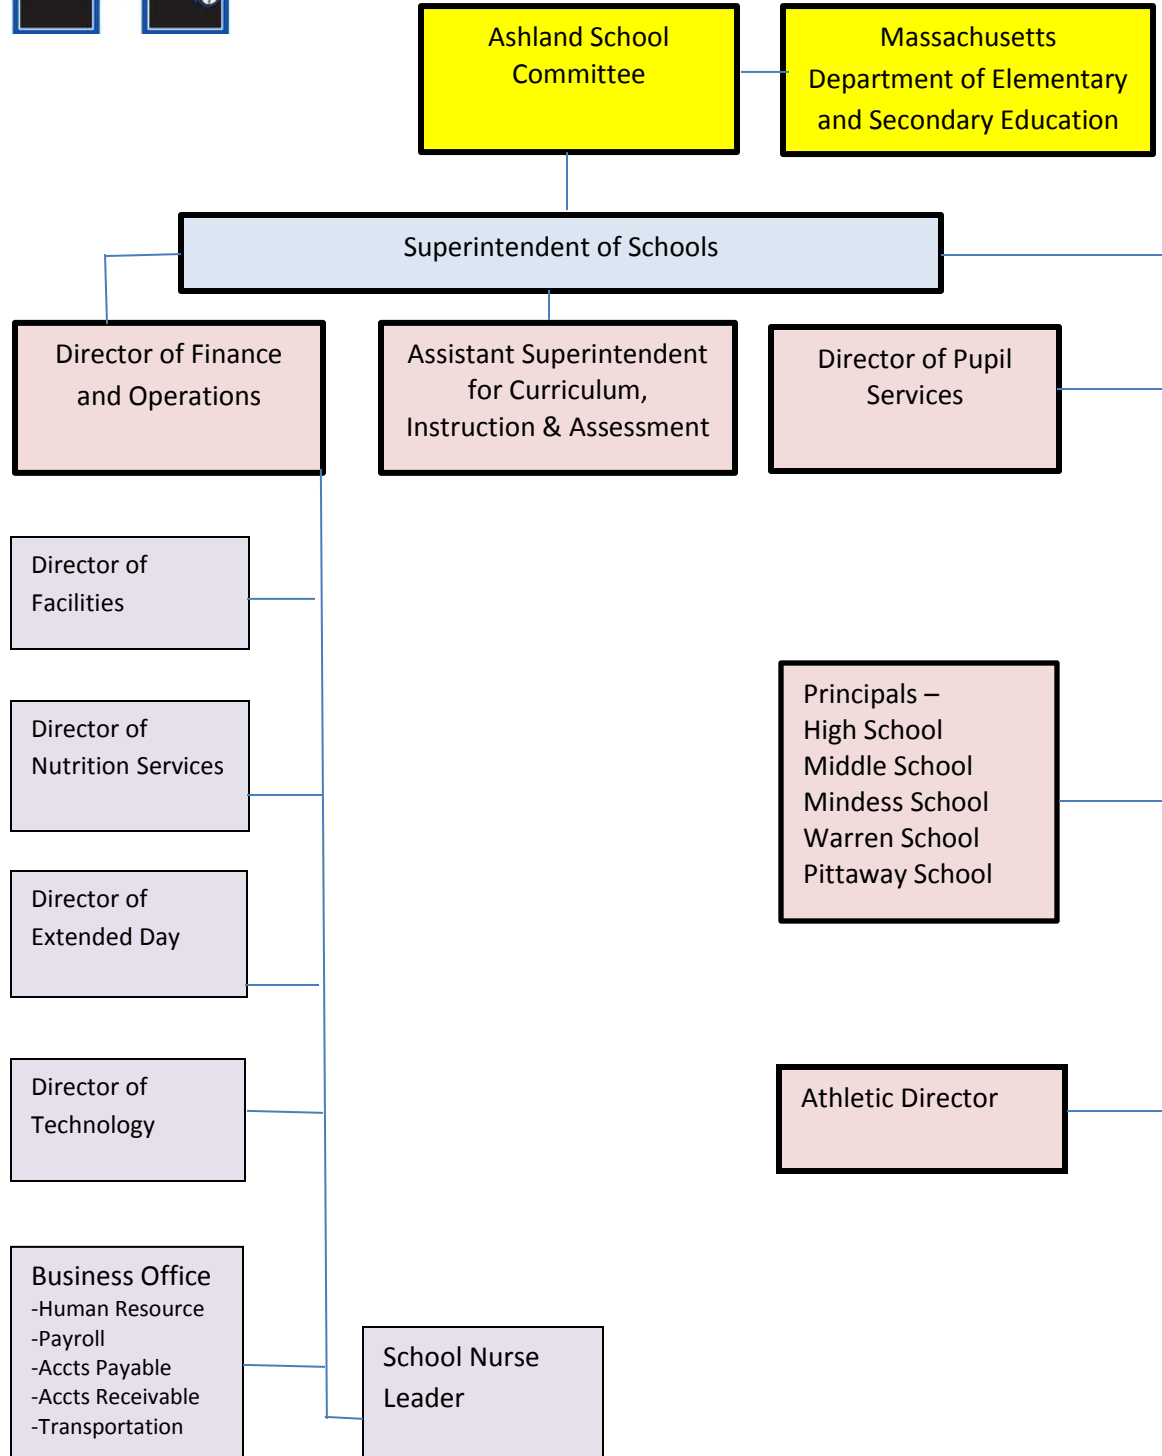 Ashland School
Committee
Massachusetts
Department of Elementary
and Secondary Education
Superintendent of Schools
Director of Finance
and Operations
Assistant Superintendent
for Curriculum,
Instruction & Assessment
Director of Pupil
Services
Director of
Facilities
Director of
Nutrition Services
Director of
Extended Day
Director of
Technology
Business Office
-Human Resource
-Payroll
-Accts Payable
-Accts Receivable
-Transportation
School Nurse
Leader
Principals –
High School
Middle School
Mindess School
Warren School
Pittaway School
Athletic Director